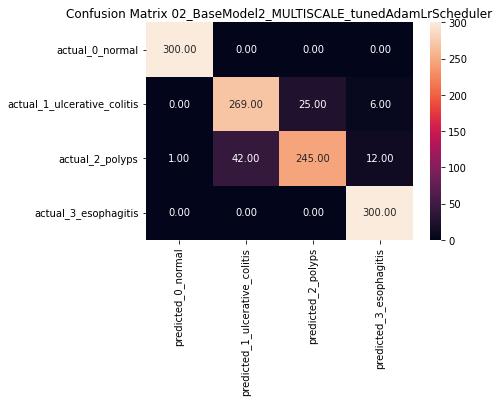 Confusion Matrix 02_BaseModel2_MULTISCALE_tunedAdamLrScheduler
actual_0_normal 300.00 0.00 0.00 0.00
actual_1_ulcerative_colitis 0.00 269.00 25.00 6.00
actual_2_polyps 1.00 42.00 245.00 12.00
actual_3_esophagitis 0.00 0.00 0.00 300.00
predicted_0_normal
predicted_1_ulcerative_colitis
predicted_2_polyps
predicted_3_esophagitis
300
250
200
150
100
50
0